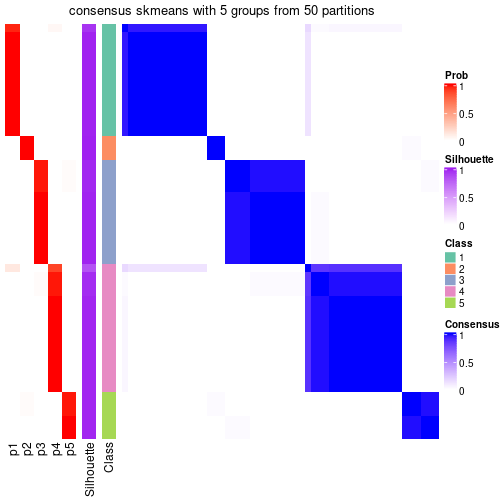 consensus skmeans with 5 groups from 50 partitions
Prob
1
0.5
0
Silhouette
1
0.5
0
Class
1
2
3
4
5
Consensus
1
0.5
0
p1
p2
p3
p4
p5
Silhouette
Class